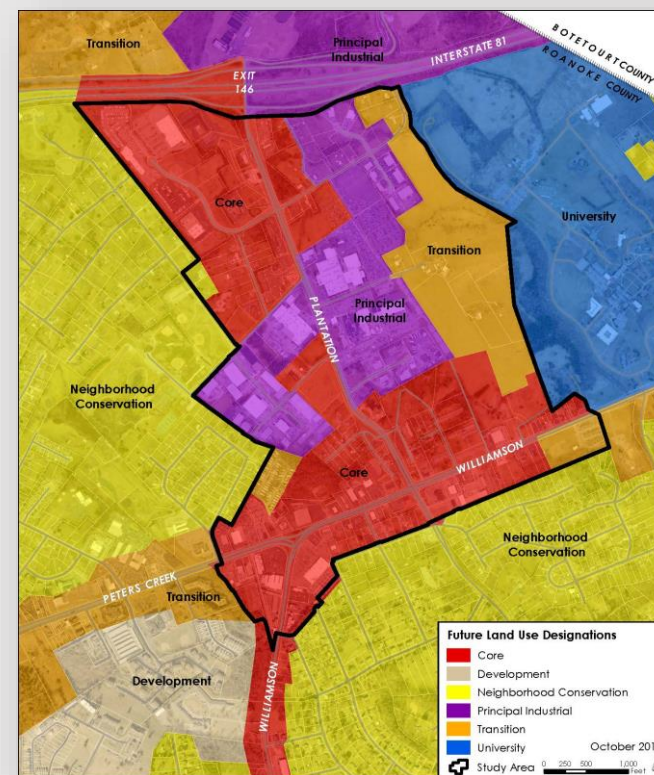 BOTETOURT COUNTY
ROANOKE COUNTY
Transition
Principal
Industrial
INTERSTATE 81
EXIT
146
Core
University
Transition
PLANTATION
Principal
Industrial
Neighborhood
Conservation
Core
WILLIAMSON
Neighborhood
Conservation
PETERS CREEK
Transition
Development
WILLIAMSON
Future Land Use Designations
Core
Development
Neighborhood Conservation
Principal Industrial
Transition
University
October 201
Study Area
0 250 500 1,000
Feet